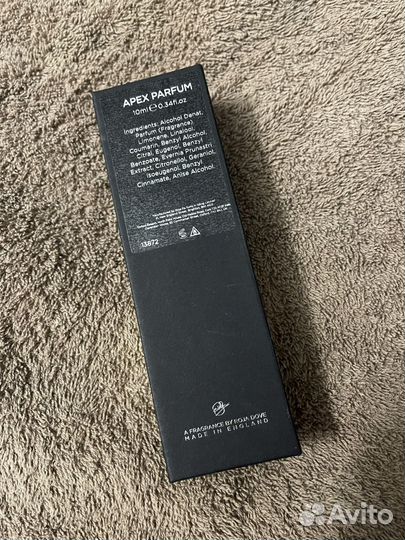 APEX PARFUM
10ml ℮ 0.34fl.oz
Ingredients: Alcohol Denat,
Parfum (Fragrance),
Limonene, Linalool,
Coumarin, Benzyl Alcohol,
Citral, Eugenol, Benzyl
Benzoate, Evernia Prunastri
Extract, Citronellol, Geraniol,
Isoeugenol, Benzyl
Cinnamate, Anise Alcohol.
13872
A FRAGRANCE BY ROJA DOVE
MADE IN ENGLAND
Avito